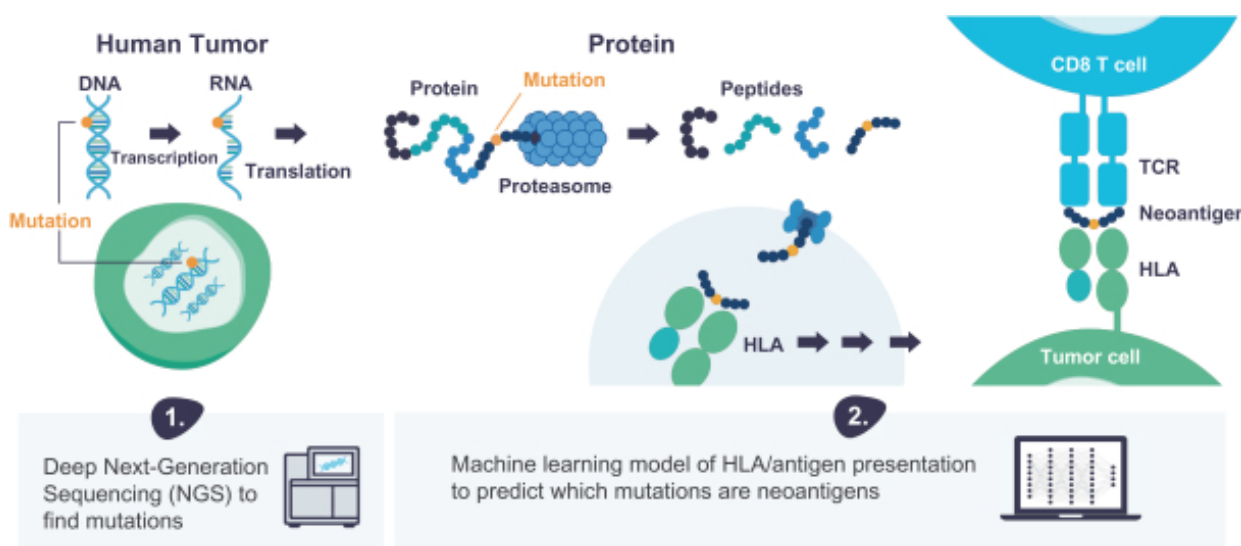 Human Tumor
DNA
RNA
Transcription
Translation
Mutation
Protein
Mutation
Protein
Peptides
Proteasome
HLA
CD8 T cell
TCR
Neoantigen
HLA
Tumor cell
1.
Deep Next-Generation
Sequencing (NGS) to
find mutations
2.
Machine learning model of HLA/antigen presentation
to predict which mutations are neoantigens